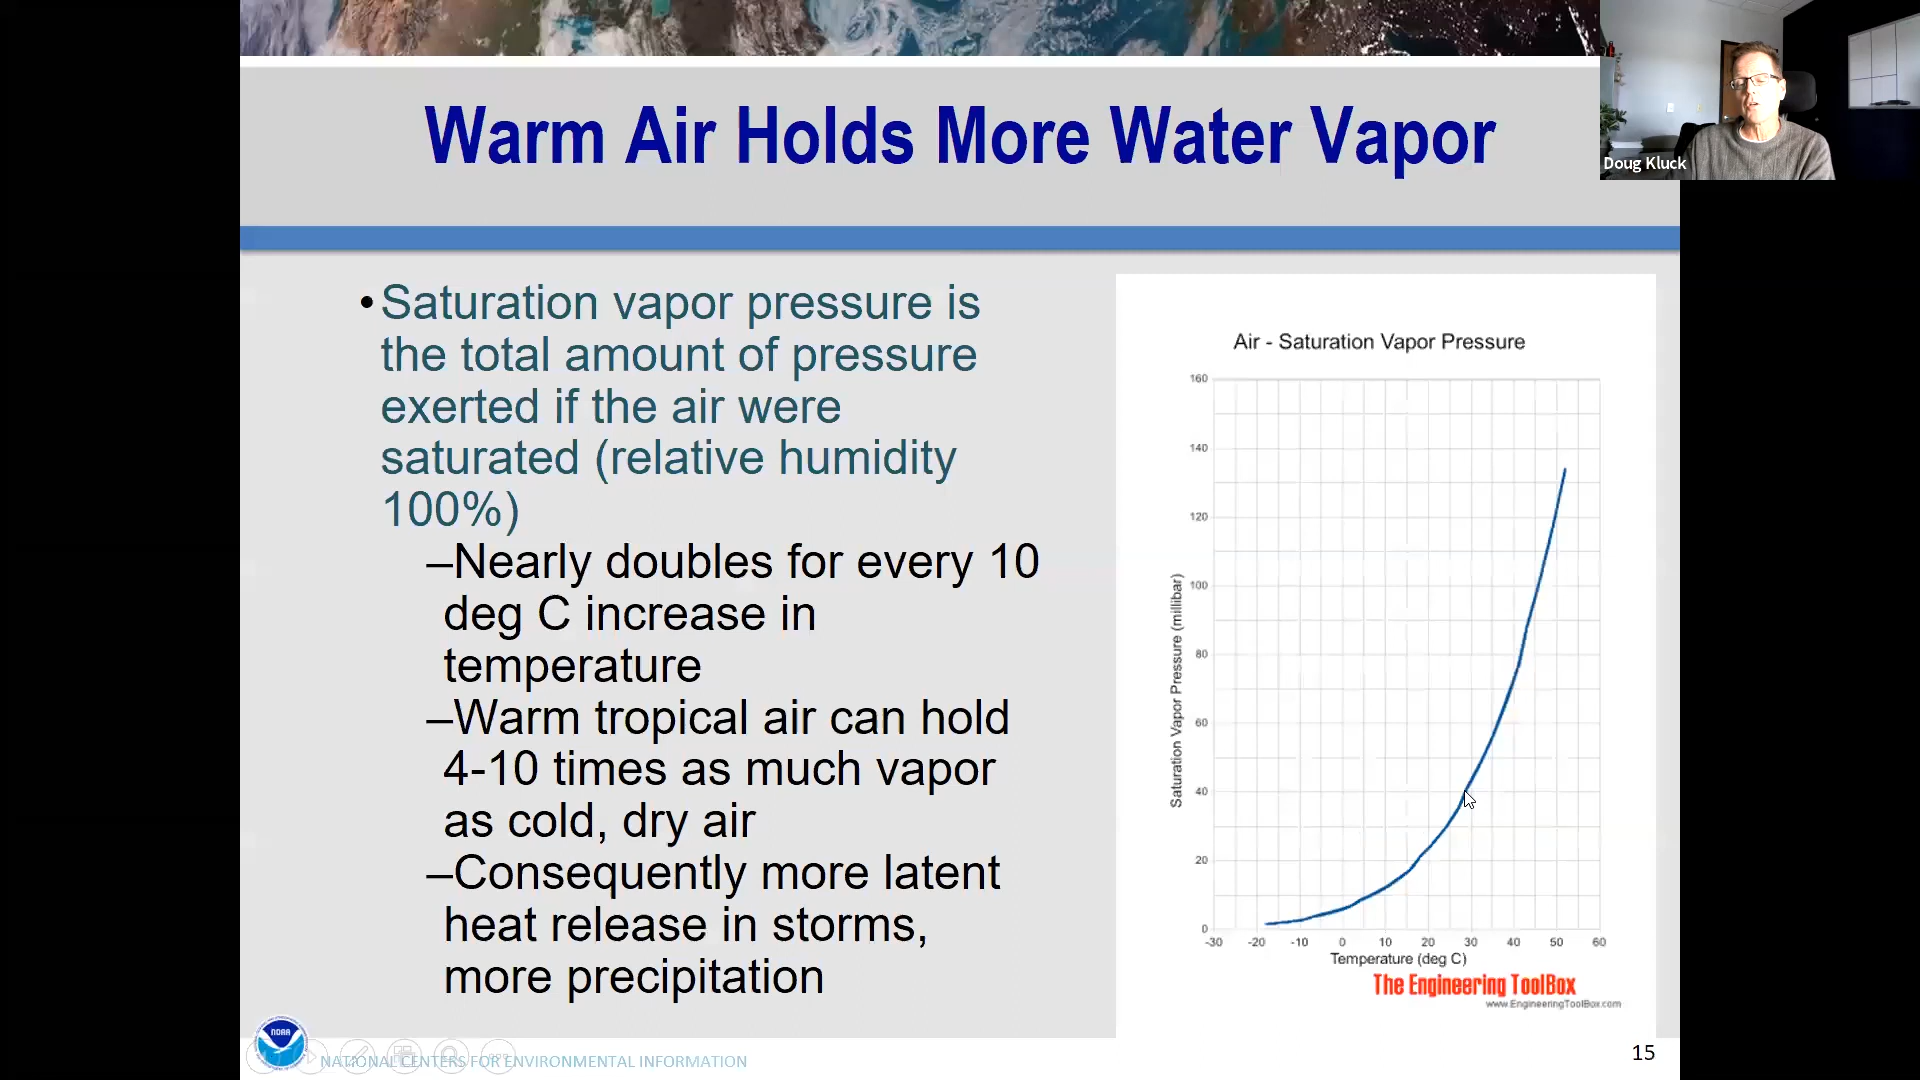 Warm Air Holds More Water Vapor
Doug Kluck
•Saturation vapor pressure is
the total amount of pressure
exerted if the air were
saturated (relative humidity
100%)
–Nearly doubles for every 10
deg C increase in
temperature
–Warm tropical air can hold
4-10 times as much vapor
as cold, dry air
–Consequently more latent
heat release in storms,
more precipitation
Air - Saturation Vapor Pressure
Saturation Vapor Pressure (millibar)
160
140
120
100
80
60
40
20
0
-30 -20 -10 0 10 20 30 40 50 60
Temperature (deg C)
The Engineering ToolBox
www.EngineeringToolBox.com
NOAA
NATIONAL CENTERS FOR ENVIRONMENTAL INFORMATION
15